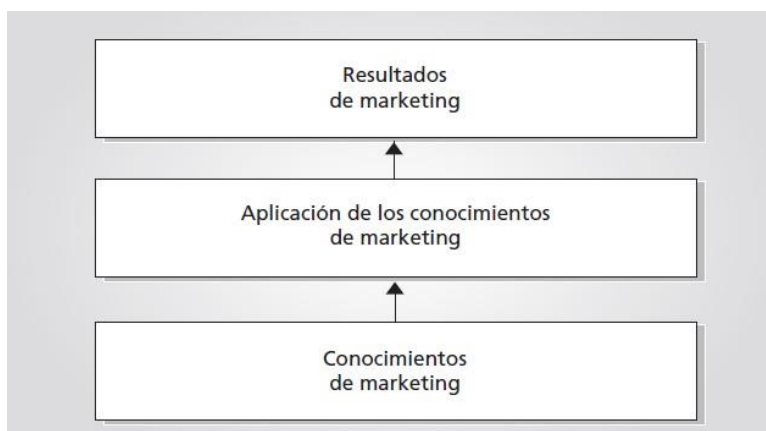 Resultados
de marketing
Aplicación de los conocimientos
de marketing
Conocimientos
de marketing